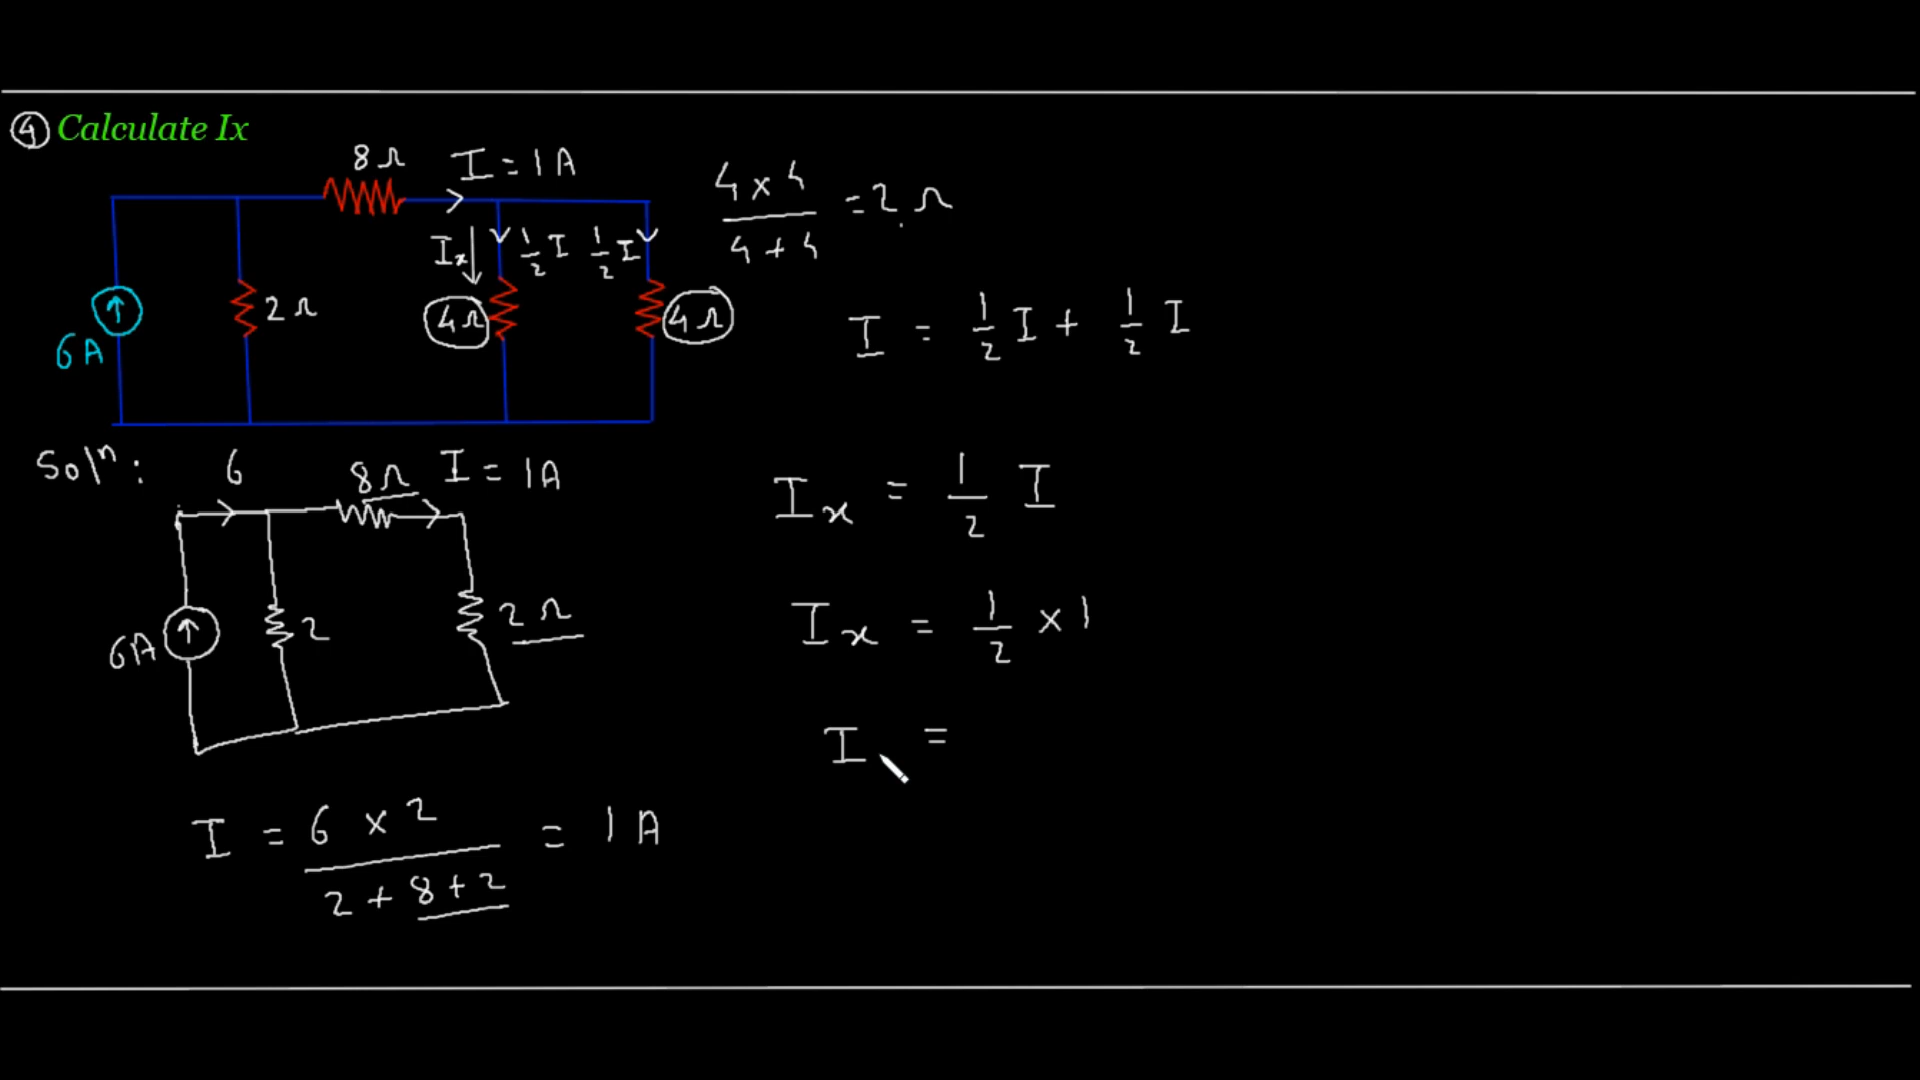 ④ Calculate Ix
8Ω I = 1A
4 x 4 / 4 + 4 = 2 Ω
Ix 1/2 I 1/2 I
6A 2Ω 4Ω 4Ω
I = 1/2 I + 1/2 I
Solⁿ: 6 8Ω I = 1A
6A 2 2Ω
Ix = 1/2 I
Ix = 1/2 x 1
I =
I = 6 x 2 / 2 + 8 + 2 = 1 A